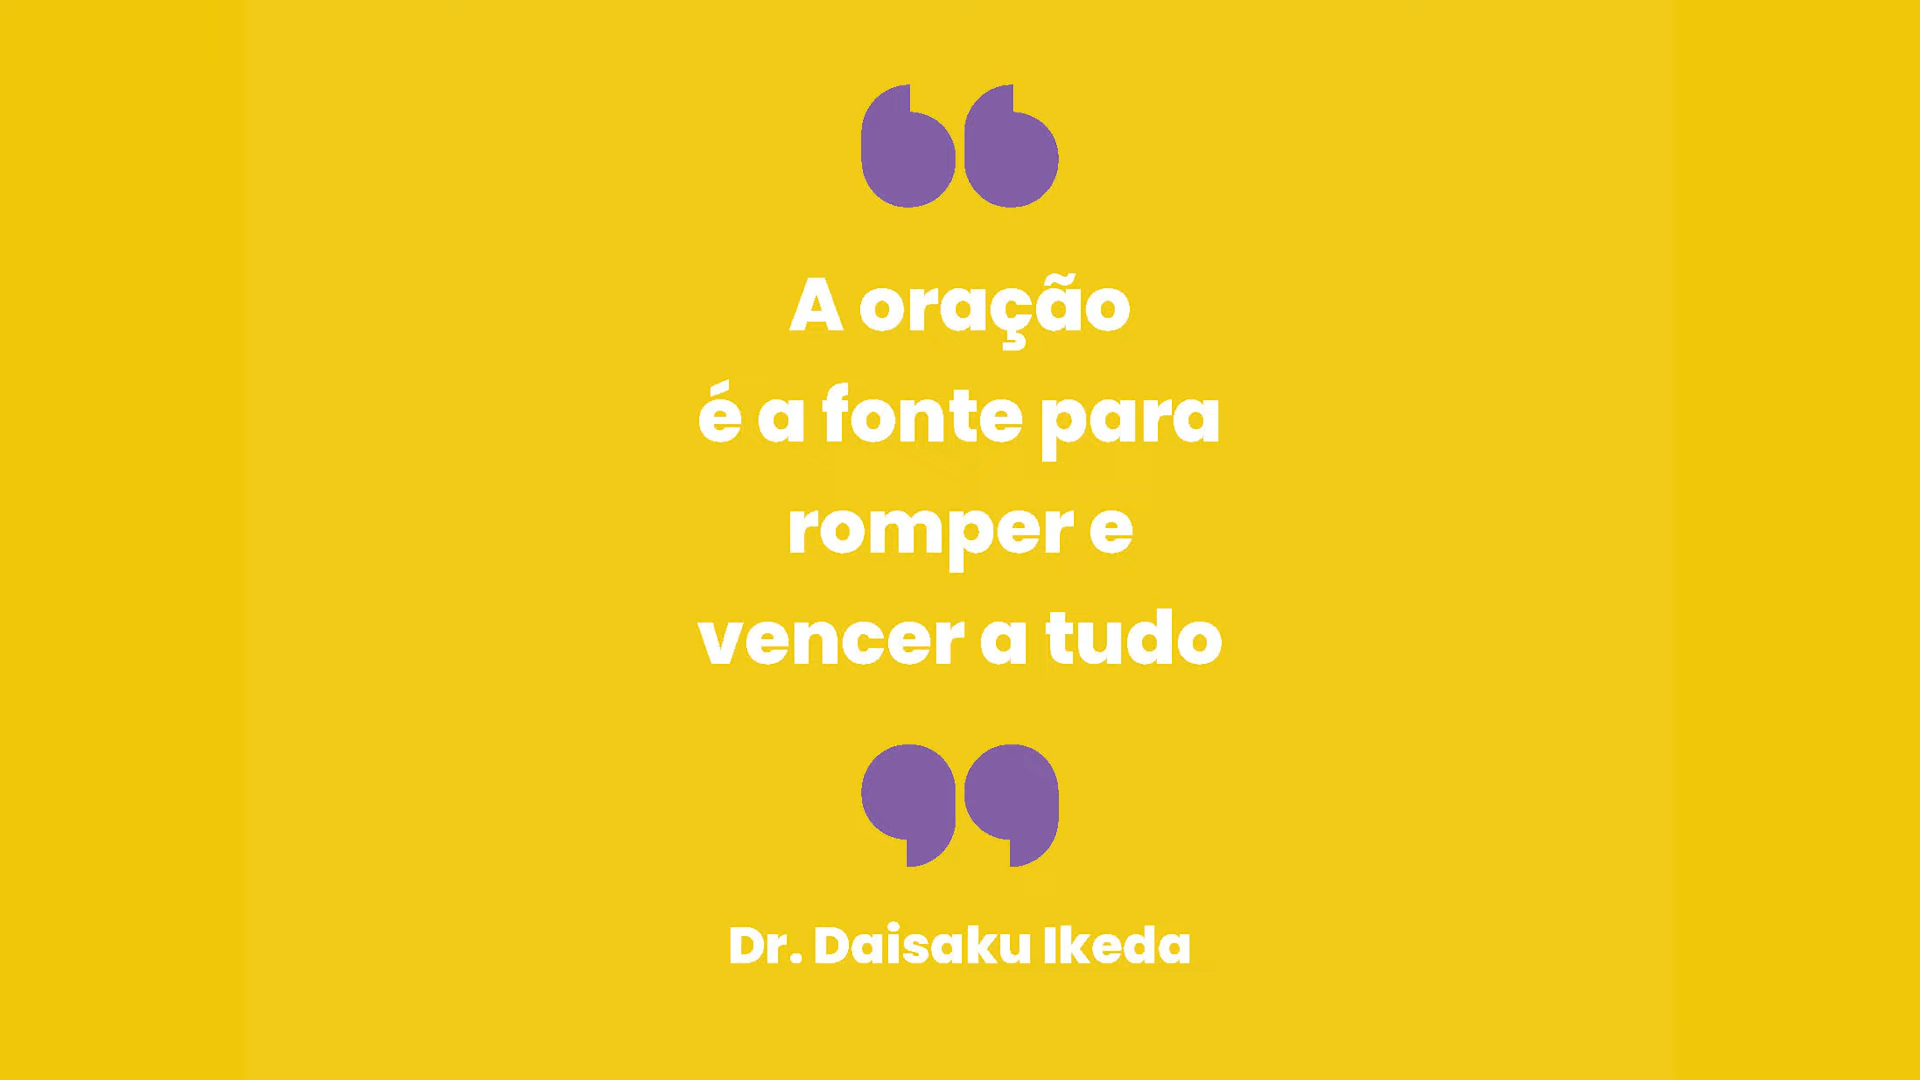 A oração
é a fonte para
romper e
vencer a tudo
Dr. Daisaku Ikeda